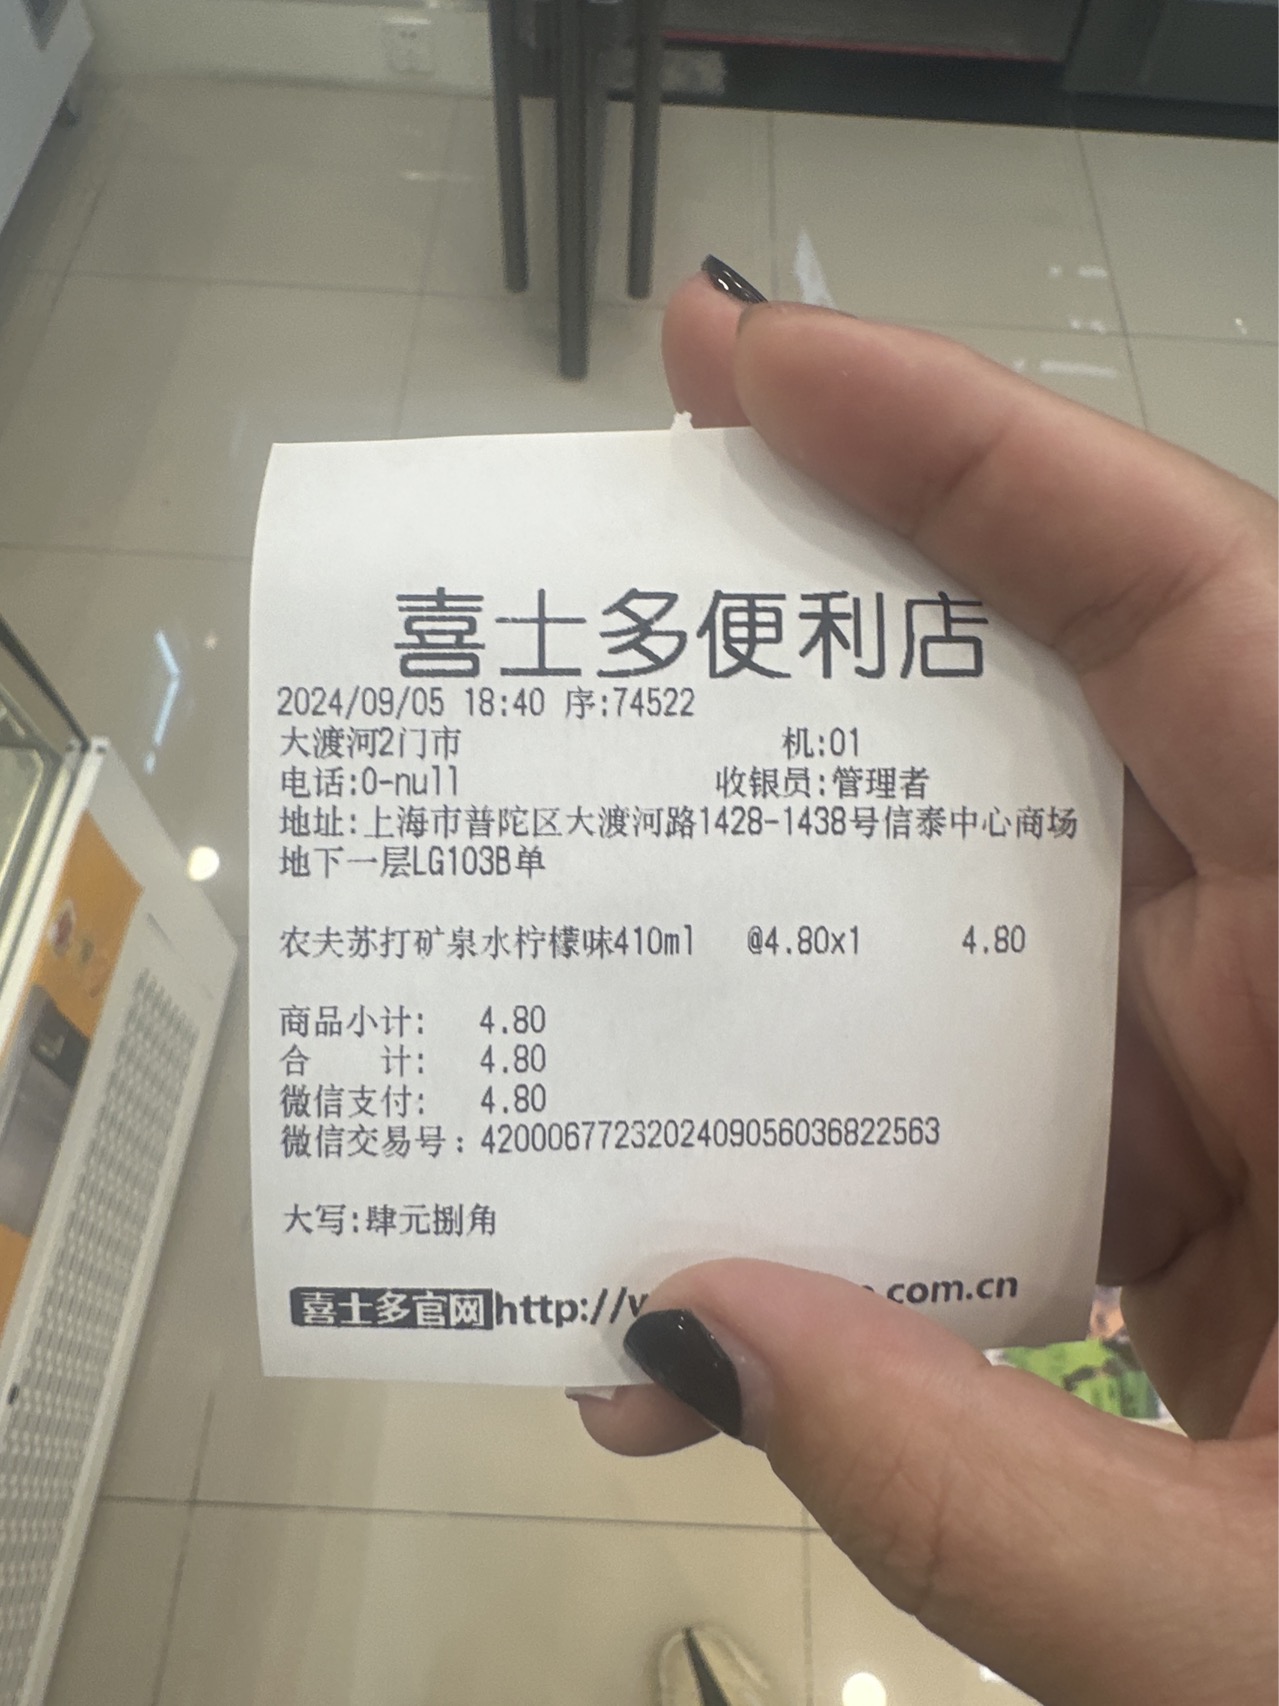 喜士多便利店
2024/09/05 18:40 序:74522
大渡河2门市 机:01
电话:0-null 收银员:管理者
地址:上海市普陀区大渡河路1428-1438号信泰中心商场
地下一层LG103B单
农夫苏打矿泉水柠檬味410ml @4.80x1 4.80
商品小计: 4.80
合 计: 4.80
微信支付: 4.80
微信交易号:4200067723202409056036822563
大写:肆元捌角
喜士多官网http://w .com.cn